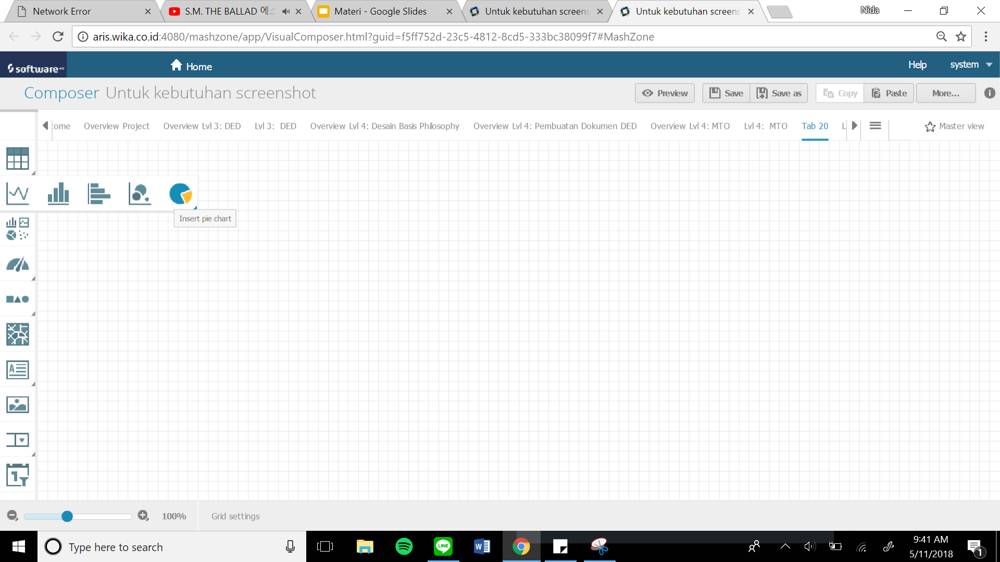 Network Error
S.M. THE BALLAD 에스
Materi - Google Slides
Untuk kebutuhan screens
Untuk kebutuhan screens
Nida
aris.wika.co.id:4080/mashzone/app/VisualComposer.html?guid=f5ff752d-23c5-4812-8cd5-333bc38099f7#MashZone
software AG
Home
Help
system
Composer Untuk kebutuhan screenshot
Preview
Save
Save as
Copy
Paste
More...
ome
Overview Project
Overview Lvl 3: DED
Lvl 3: DED
Overview Lvl 4: Desain Basis Philosophy
Overview Lvl 4: Pembuatan Dokumen DED
Overview Lvl 4: MTO
Lvl 4: MTO
Tab 20
L
Master view
Insert pie chart
A
1
100%
Grid settings
Type here to search
LINE
W
9:41 AM
5/11/2018
1